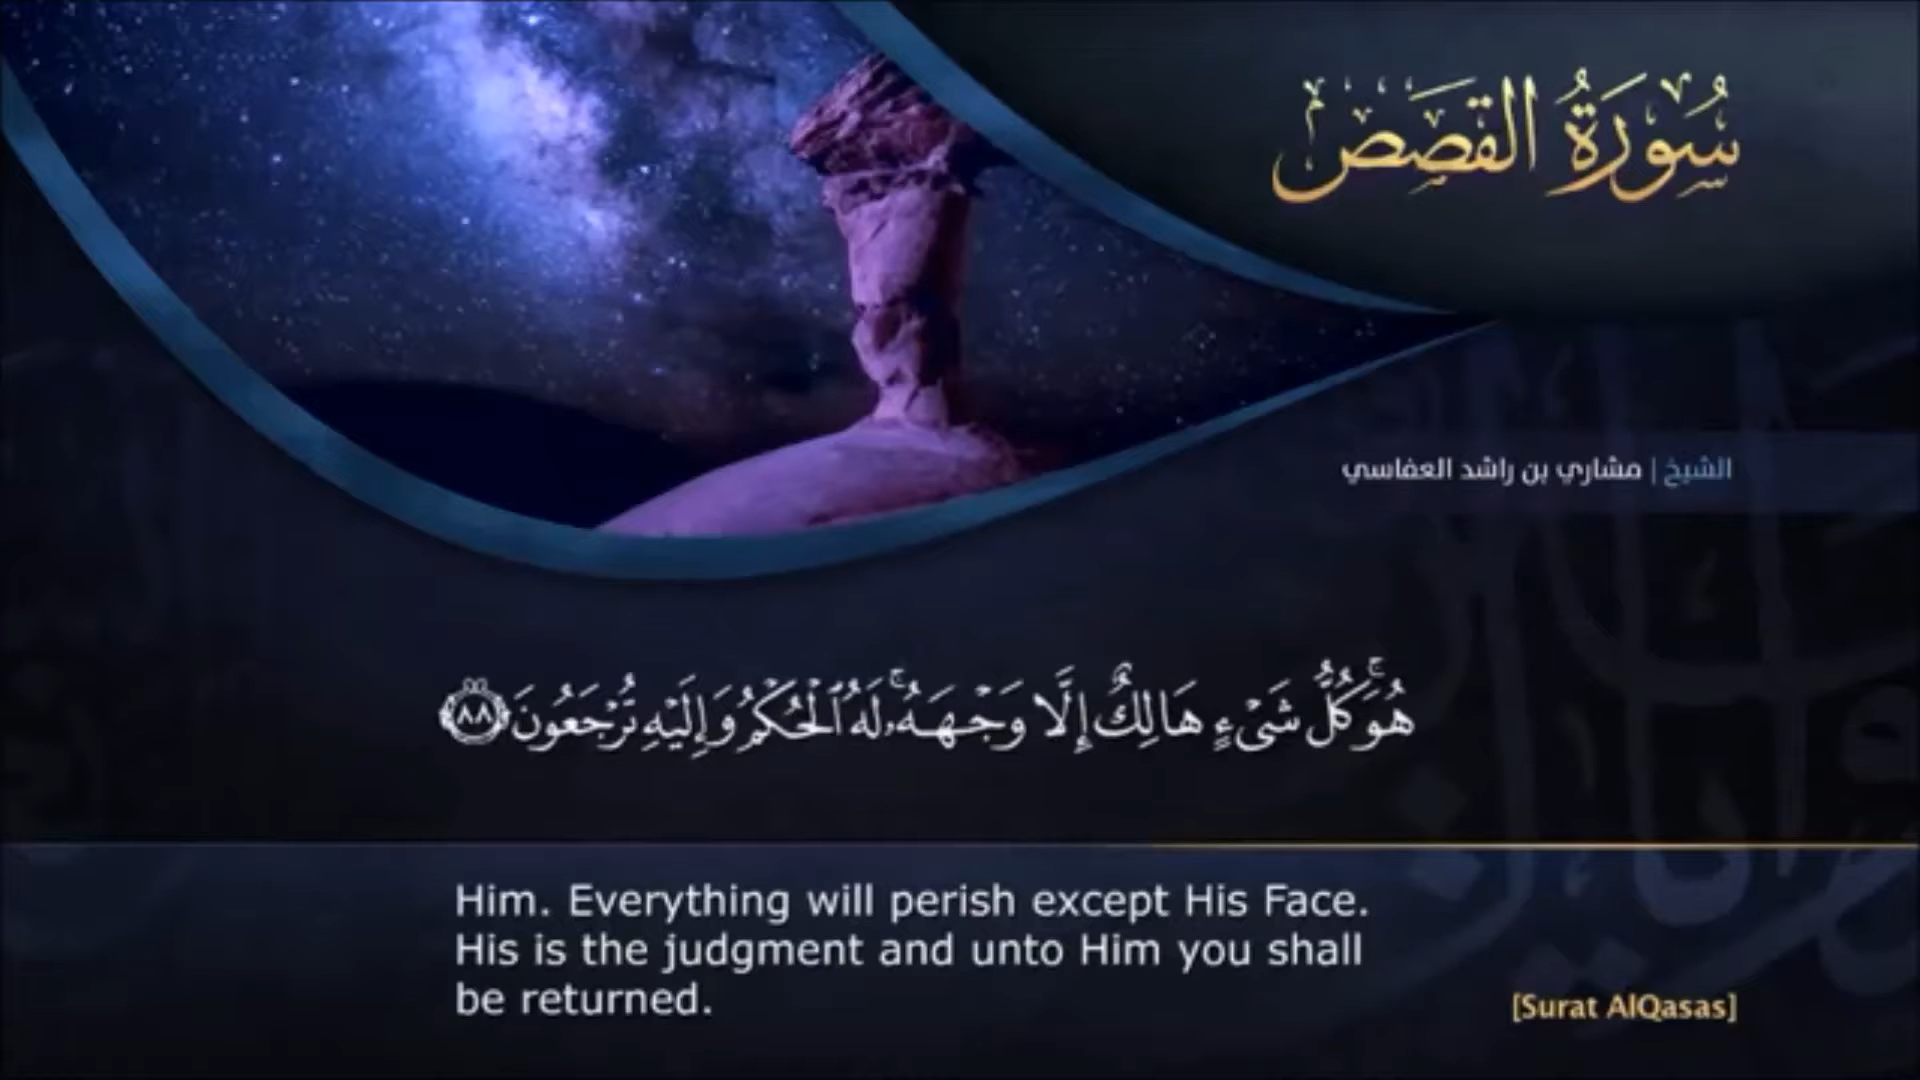 سُورَةُ القَصَصِ
الشيخ | مشاري بن راشد العفاسي
هُوَۚ كُلُّ شَىۡءٍ هَالِكٌ إِلَّا وَجۡهَهُۥۚ لَهُ ٱلۡحُكۡمُ وَإِلَيۡهِ تُرۡجَعُونَ ٨٨
Him. Everything will perish except His Face.
His is the judgment and unto Him you shall
be returned.
[Surat AlQasas]